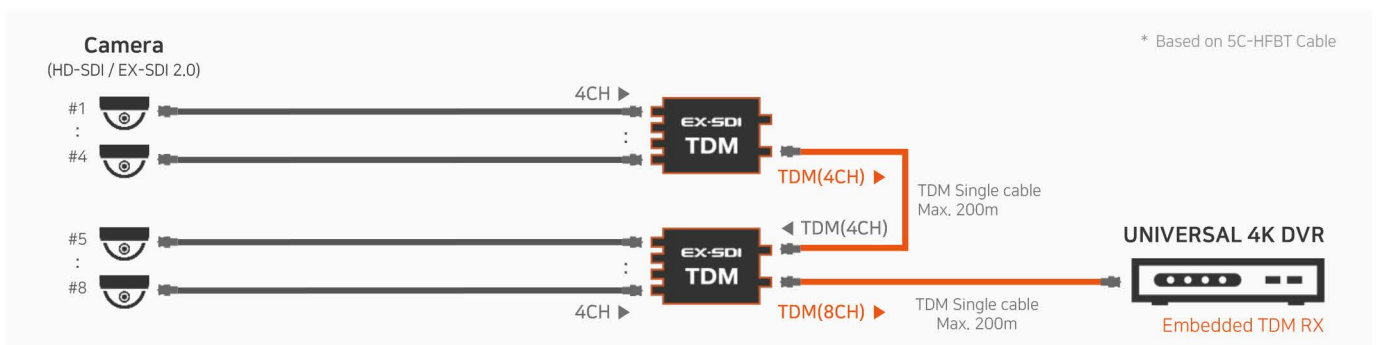 Camera
(HD-SDI / EX-SDI 2.0)
* Based on 5C-HFBT Cable
#1
:
#4
4CH ▶
:
EX-SDI
TDM
TDM(4CH) ▶
TDM Single cable
Max. 200m
◀ TDM(4CH)
#5
:
#8
:
4CH ▶
EX-SDI
TDM
TDM(8CH) ▶
TDM Single cable
Max. 200m
UNIVERSAL 4K DVR
Embedded TDM RX